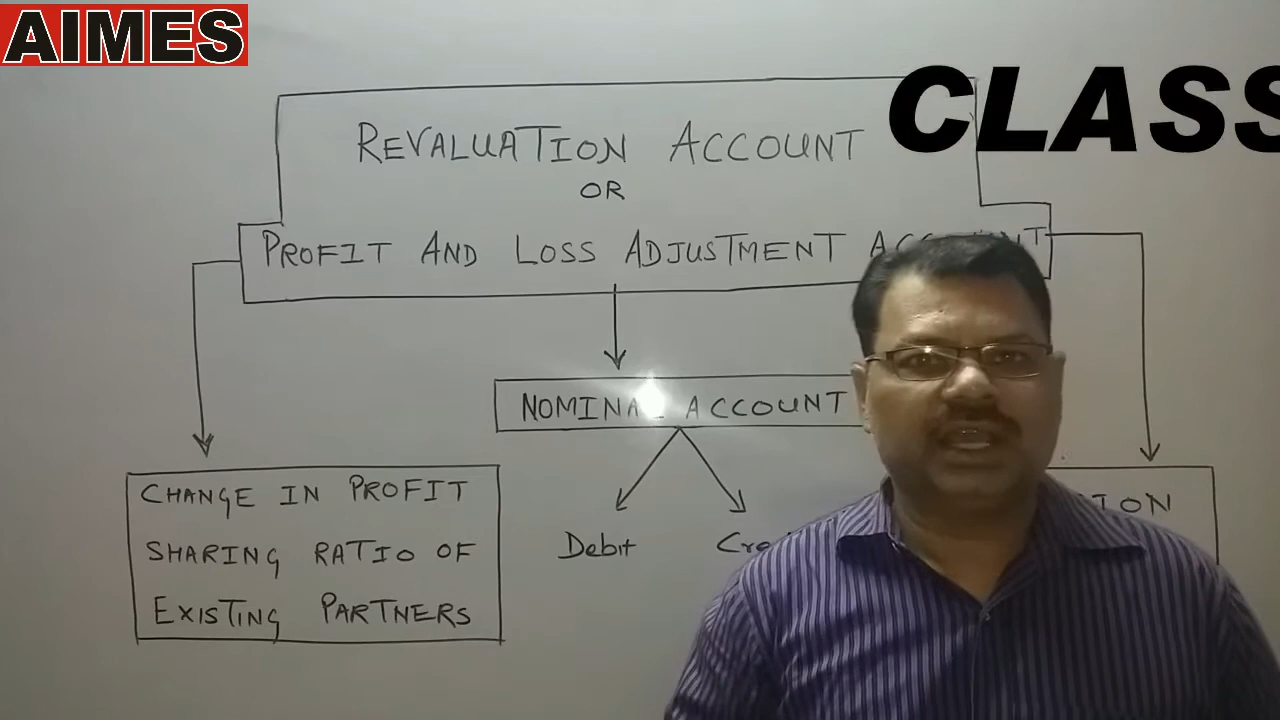 AIMES
CLASS
REVALUATION ACCOUNT
OR
PROFIT AND LOSS ADJUSTMENT
NOMINAL ACCOUNT
Debit
CHANGE IN PROFIT
SHARING RATIO OF
EXISTING PARTNERS